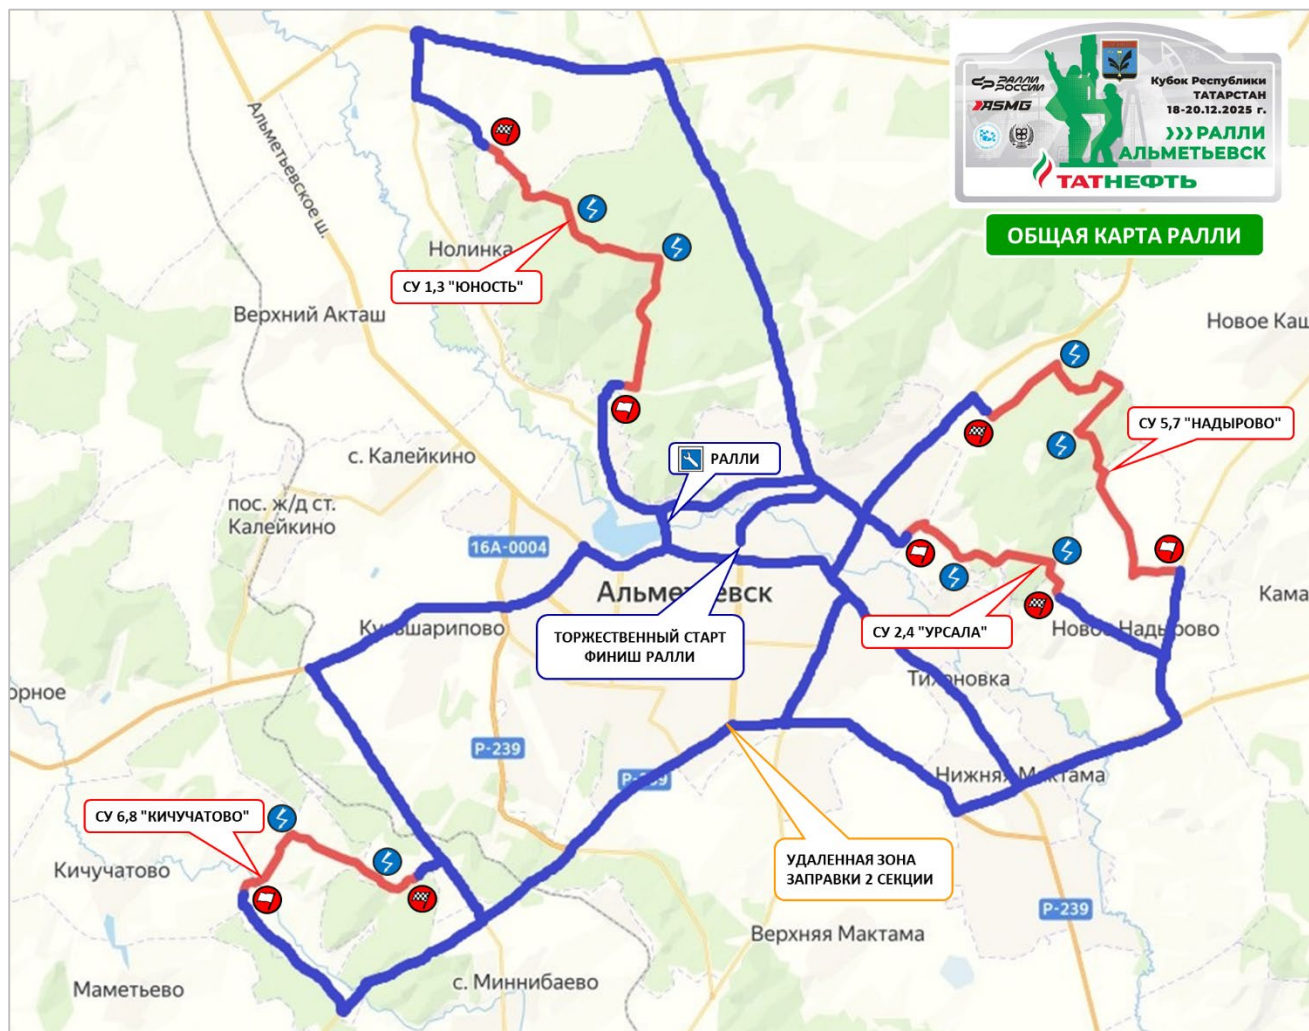 РАЛЛИ
РОССИИ
ASMG
Кубок Республики
ТАТАРСТАН
18-20.12.2025 г.
>>> РАЛЛИ
АЛЬМЕТЬЕВСК
ТАТНЕФТЬ
ОБЩАЯ КАРТА РАЛЛИ
Альметьевское ш.
Нолинка
СУ 1,3 "ЮНОСТЬ"
Верхний Акташ
Новое Каш
СУ 5,7 "НАДЫРОВО"
с. Калейкино
РАЛЛИ
пос. ж/д ст.
Калейкино
16А-0004
Альметьевск
Кама
Кульшарипово
ТОРЖЕСТВЕННЫЙ СТАРТ
ФИНИШ РАЛЛИ
СУ 2,4 "УРСАЛА"
Новое Надырово
Тихоновка
орное
Р-239
Р-239
Нижняя Мактама
СУ 6,8 "КИЧУЧАТОВО"
Кичучатово
УДАЛЕННАЯ ЗОНА
ЗАПРАВКИ 2 СЕКЦИИ
Р-239
Верхняя Мактама
с. Миннибаево
Маметьево